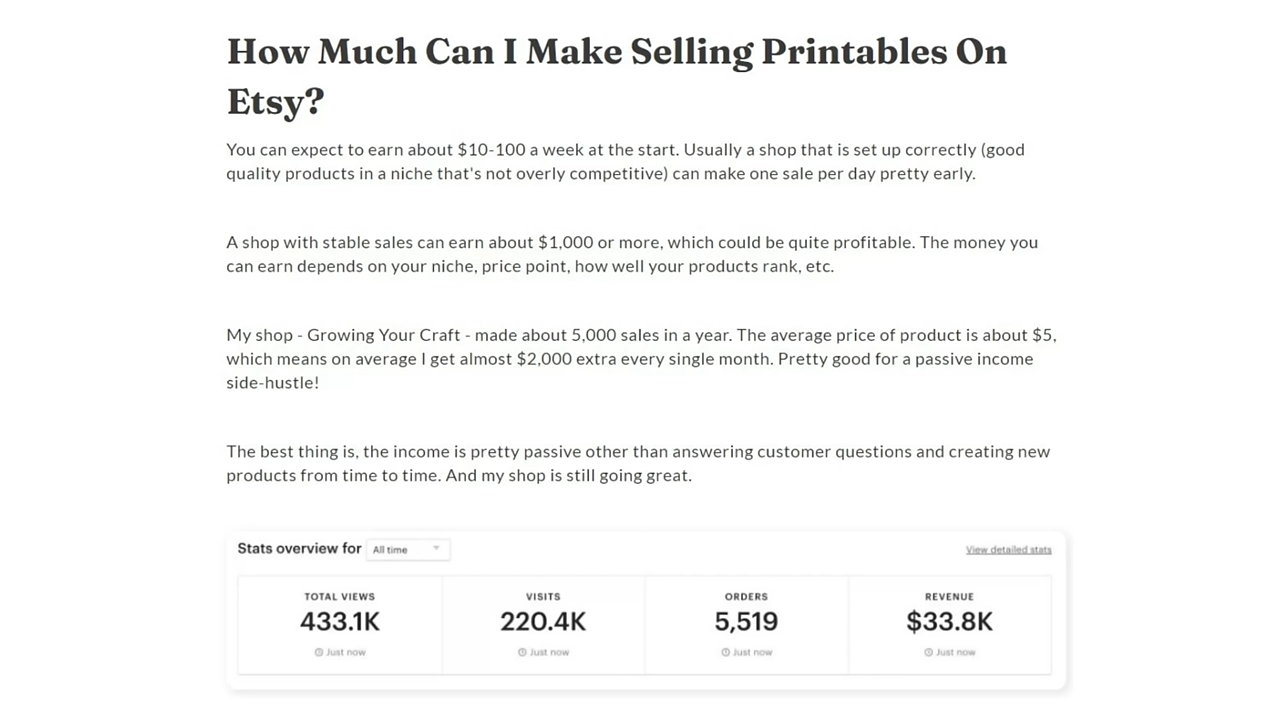 How Much Can I Make Selling Printables On
Etsy?
You can expect to earn about $10-100 a week at the start. Usually a shop that is set up correctly (good
quality products in a niche that's not overly competitive) can make one sale per day pretty early.
A shop with stable sales can earn about $1,000 or more, which could be quite profitable. The money you
can earn depends on your niche, price point, how well your products rank, etc.
My shop - Growing Your Craft - made about 5,000 sales in a year. The average price of product is about $5,
which means on average I get almost $2,000 extra every single month. Pretty good for a passive income
side-hustle!
The best thing is, the income is pretty passive other than answering customer questions and creating new
products from time to time. And my shop is still going great.
Stats overview for All time View detailed stats
TOTAL VIEWS VISITS ORDERS REVENUE
433.1K 220.4K 5,519 $33.8K
Just now Just now Just now Just now